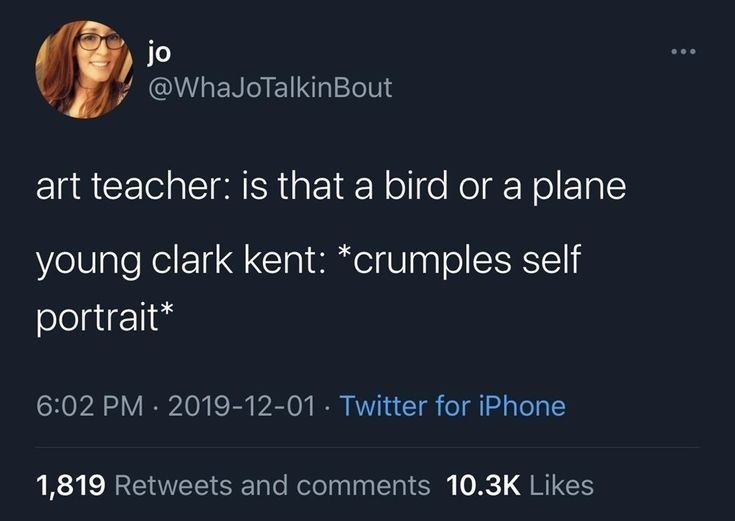 jo
@WhaJoTalkinBout
art teacher: is that a bird or a plane
young clark kent: *crumples self
portrait*
6:02 PM · 2019-12-01 · Twitter for iPhone
1,819 Retweets and comments 10.3K Likes